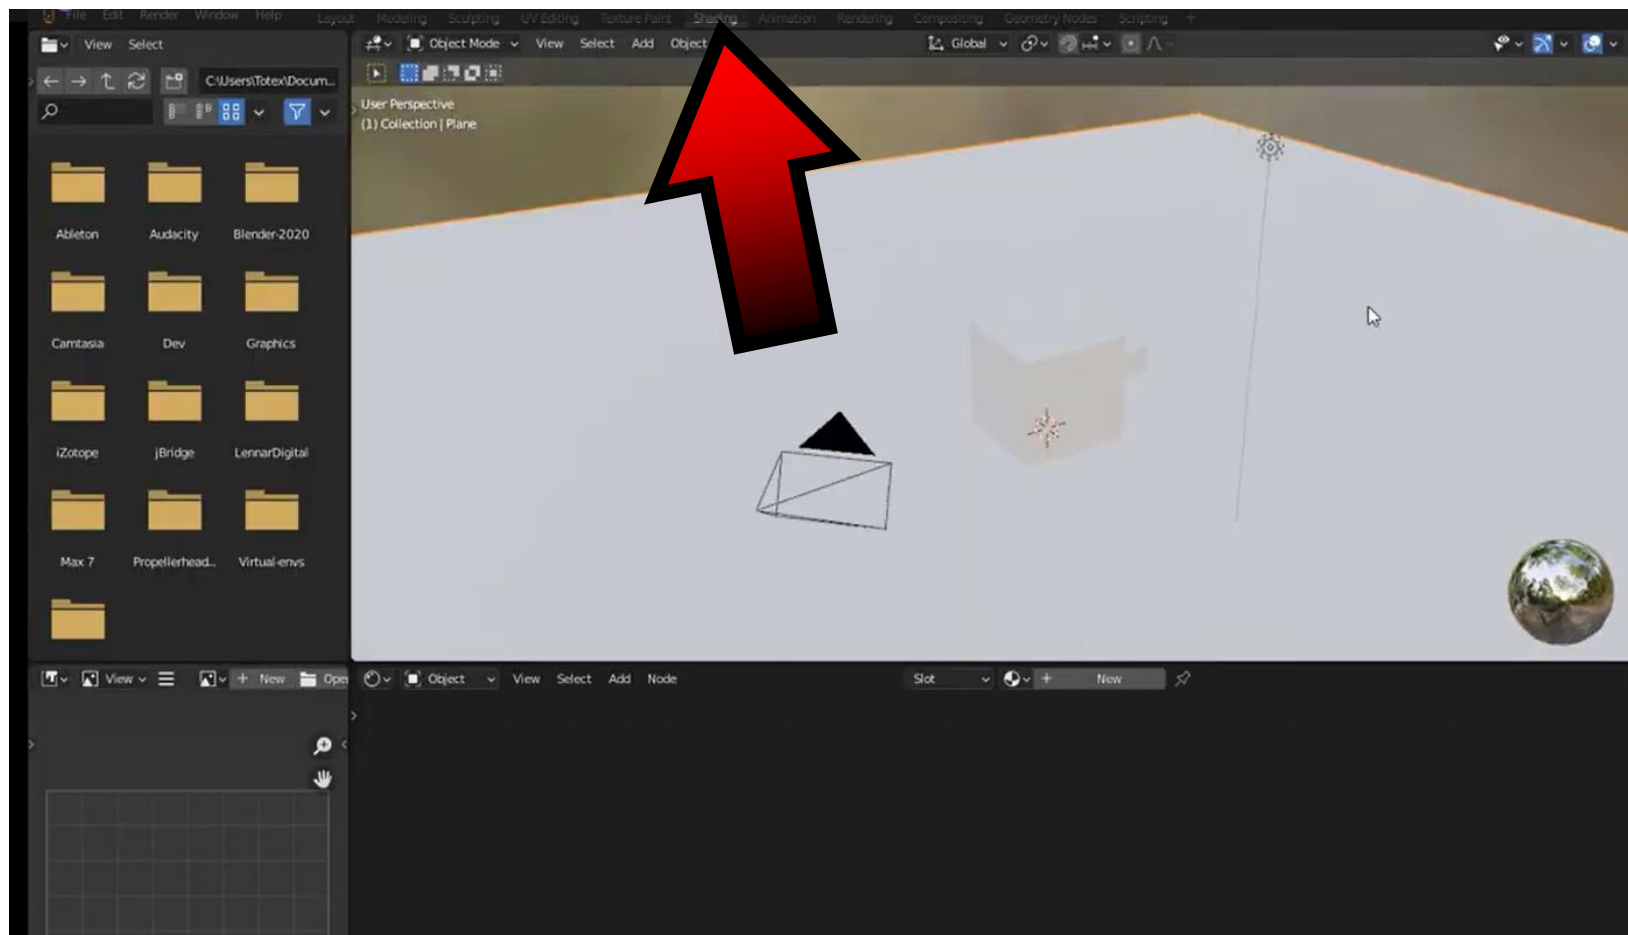 File Edit Render Window Help Layout Modeling Sculpting UV Editing Texture Paint Shading Animation Rendering Compositing Geometry Nodes Scripting +
View Select
Object Mode View Select Add Object Global
C:\Users\Totex\Docum...
User Perspective
(1) Collection | Plane
Ableton Audacity Blender-2020
Camtasia Dev Graphics
iZotope jBridge LennarDigital
Max 7 Propellerhead... Virtual-envs
View + New Open
Object View Select Add Node Slot + New